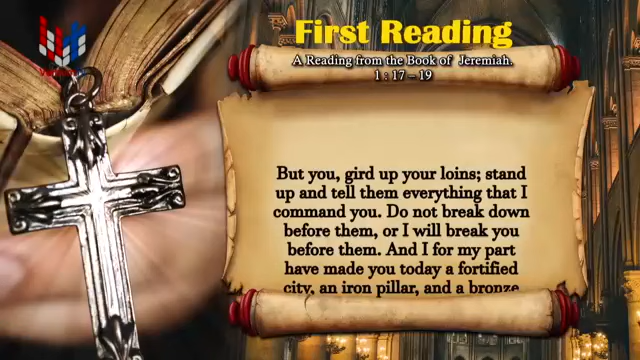 First Reading
A Reading from the Book of Jeremiah.
1 : 17 – 19
But you, gird up your loins; stand
up and tell them everything that I
command you. Do not break down
before them, or I will break you
before them. And I for my part
have made you today a fortified
city, an iron pillar, and a bronze